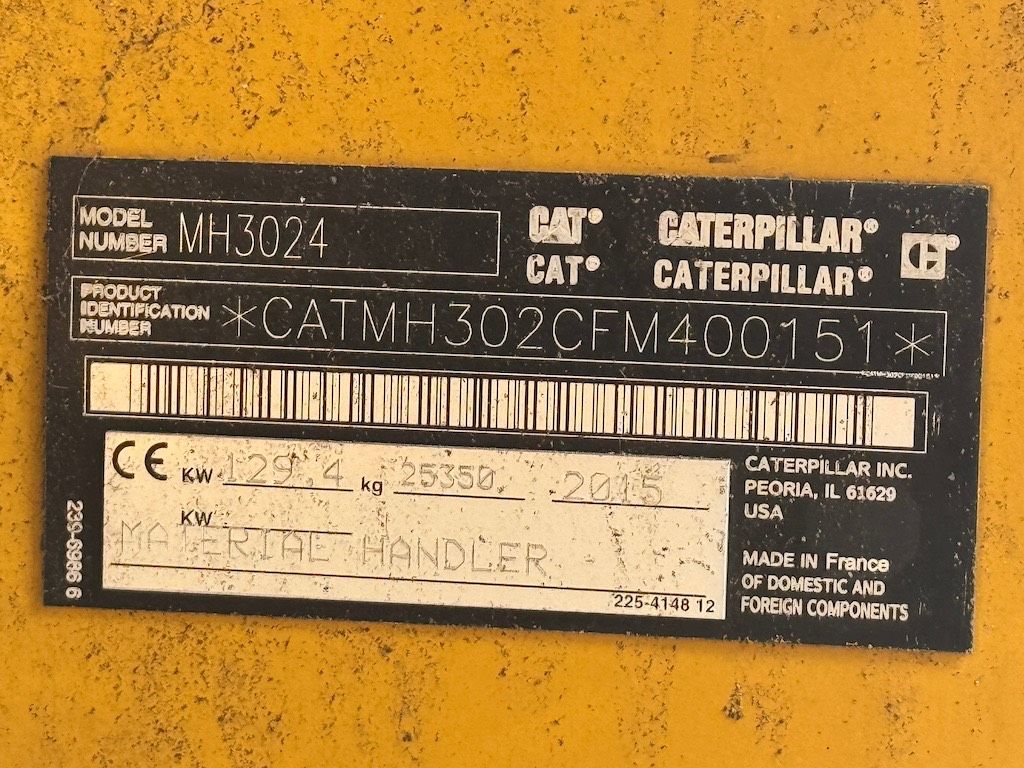 MODEL
NUMBER MH3024
CAT® CATERPILLAR®
CAT® CATERPILLAR®
PRODUCT
IDENTIFICATION
NUMBER
*CATMH302CFM400151*
CE KW 129,4 kg 25350 2015
KW
MATERIAL HANDLER
225-4148 12
CATERPILLAR INC.
PEORIA, IL 61629
USA
MADE IN France
OF DOMESTIC AND
FOREIGN COMPONENTS